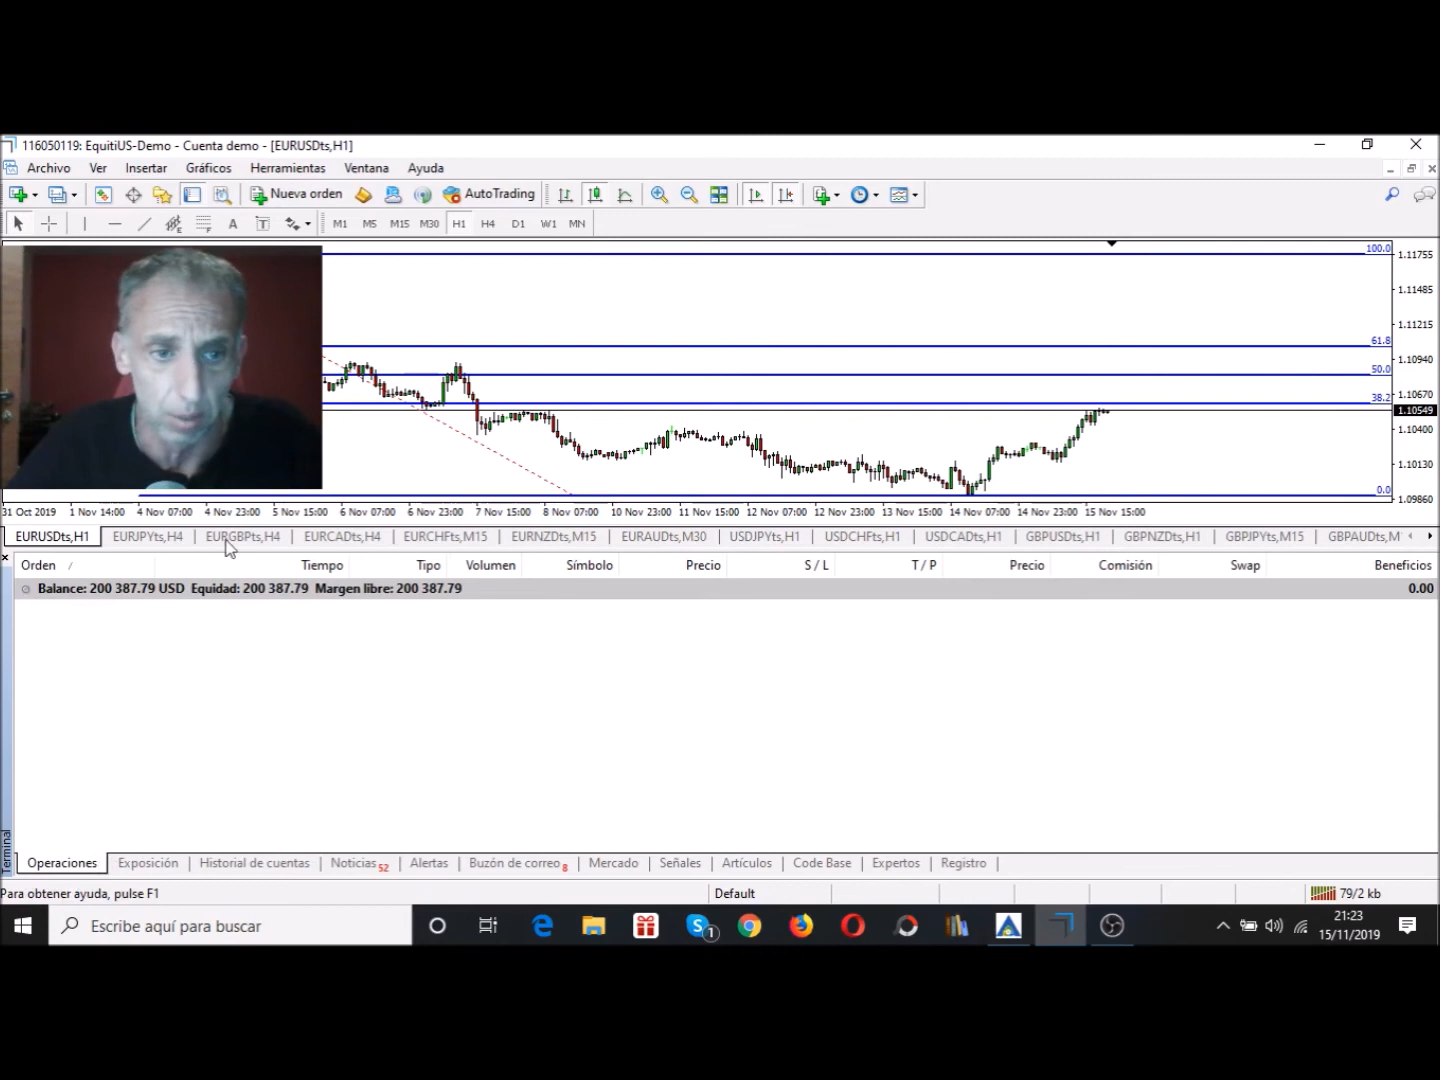 116050119: EquitiUS-Demo - Cuenta demo - [EURUSDts,H1]
Archivo Ver Insertar Gráficos Herramientas Ventana Ayuda
Nueva orden AutoTrading
A T M1 M5 M15 M30 H1 H4 D1 W1 MN
100.0 1.11755
1.11485
1.11215
61.8
1.10940
50.0
1.10670
38.2
1.10549
1.10400
1.10130
0.0
1.09860
31 Oct 2019 1 Nov 14:00 4 Nov 07:00 4 Nov 23:00 5 Nov 15:00 6 Nov 07:00 6 Nov 23:00 7 Nov 15:00 8 Nov 07:00 10 Nov 23:00 11 Nov 15:00 12 Nov 07:00 12 Nov 23:00 13 Nov 15:00 14 Nov 07:00 14 Nov 23:00 15 Nov 15:00
EURUSDts,H1 EURJPYts,H4 EURGBPts,H4 EURCADts,H4 EURCHFts,M15 EURNZDts,M15 EURAUDts,M30 USDJPYts,H1 USDCHFts,H1 USDCADts,H1 GBPUSDts,H1 GBPNZDts,H1 GBPJPYts,M15 GBPAUDts,M
Orden / Tiempo Tipo Volumen Símbolo Precio S / L T / P Precio Comisión Swap Beneficios
Balance: 200 387.79 USD Equidad: 200 387.79 Margen libre: 200 387.79 0.00
Terminal
Operaciones Exposición Historial de cuentas Noticias 52 Alertas Buzón de correo 8 Mercado Señales Artículos Code Base Expertos Registro
Para obtener ayuda, pulse F1 Default 79/2 kb
Escribe aquí para buscar
1
21:23
15/11/2019